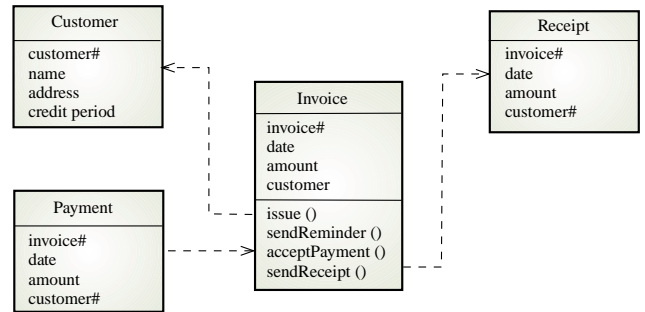 Customer
customer#
name
address
credit period
Payment
invoice#
date
amount
customer#
Invoice
invoice#
date
amount
customer
issue ()
sendReminder ()
acceptPayment ()
sendReceipt ()
Receipt
invoice#
date
amount
customer#